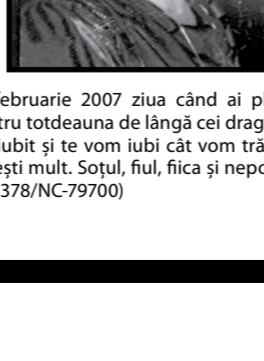 februarie 2007 ziua când ai pl
tru totdeauna de lângă cei drag
iubit și te vom iubi cât vom tră
ești mult. Soțul, fiul, fiica și nepo
378/NC-79700)